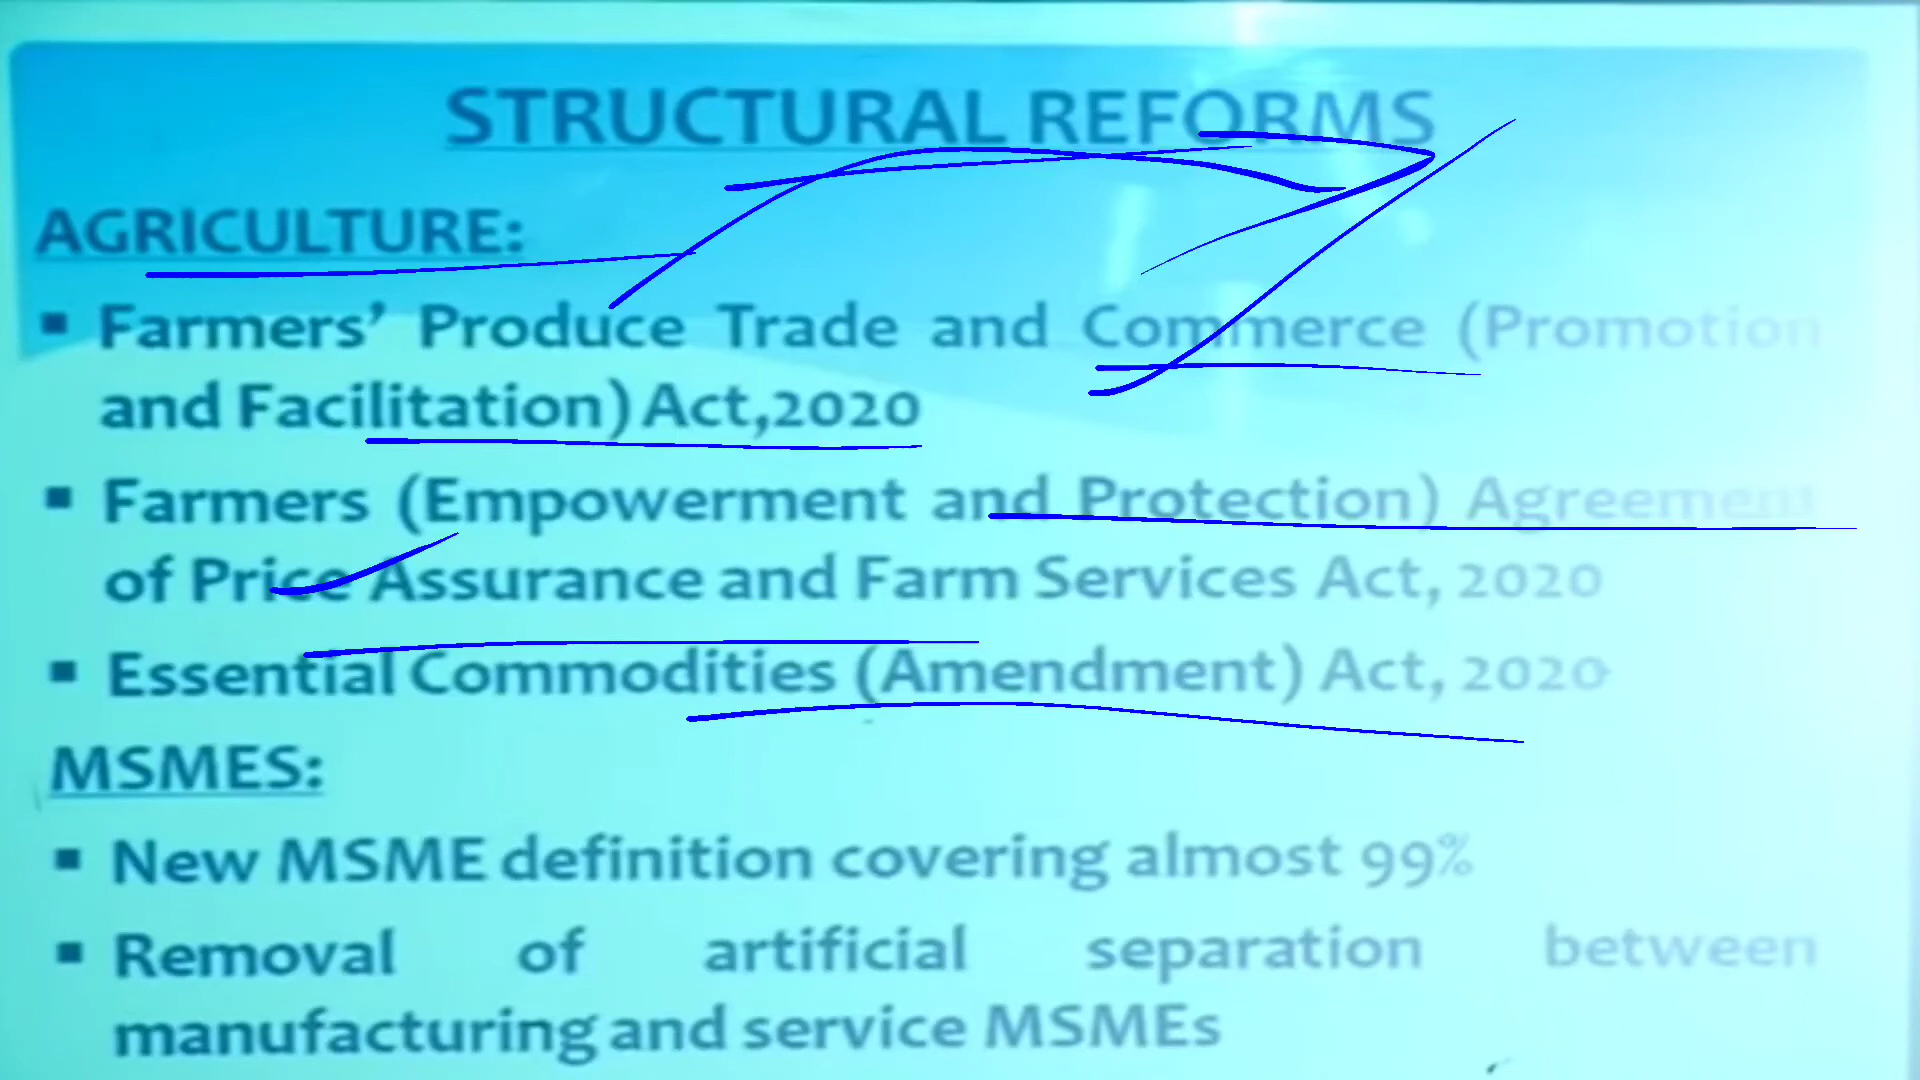 STRUCTURAL REFORMS
AGRICULTURE:
▪ Farmers' Produce Trade and Commerce (Promotion
and Facilitation) Act,2020
▪ Farmers (Empowerment and Protection) Agreement
of Price Assurance and Farm Services Act, 2020
▪ Essential Commodities (Amendment) Act, 2020
MSMES:
▪ New MSME definition covering almost 99%
▪ Removal of artificial separation between
manufacturing and service MSMEs